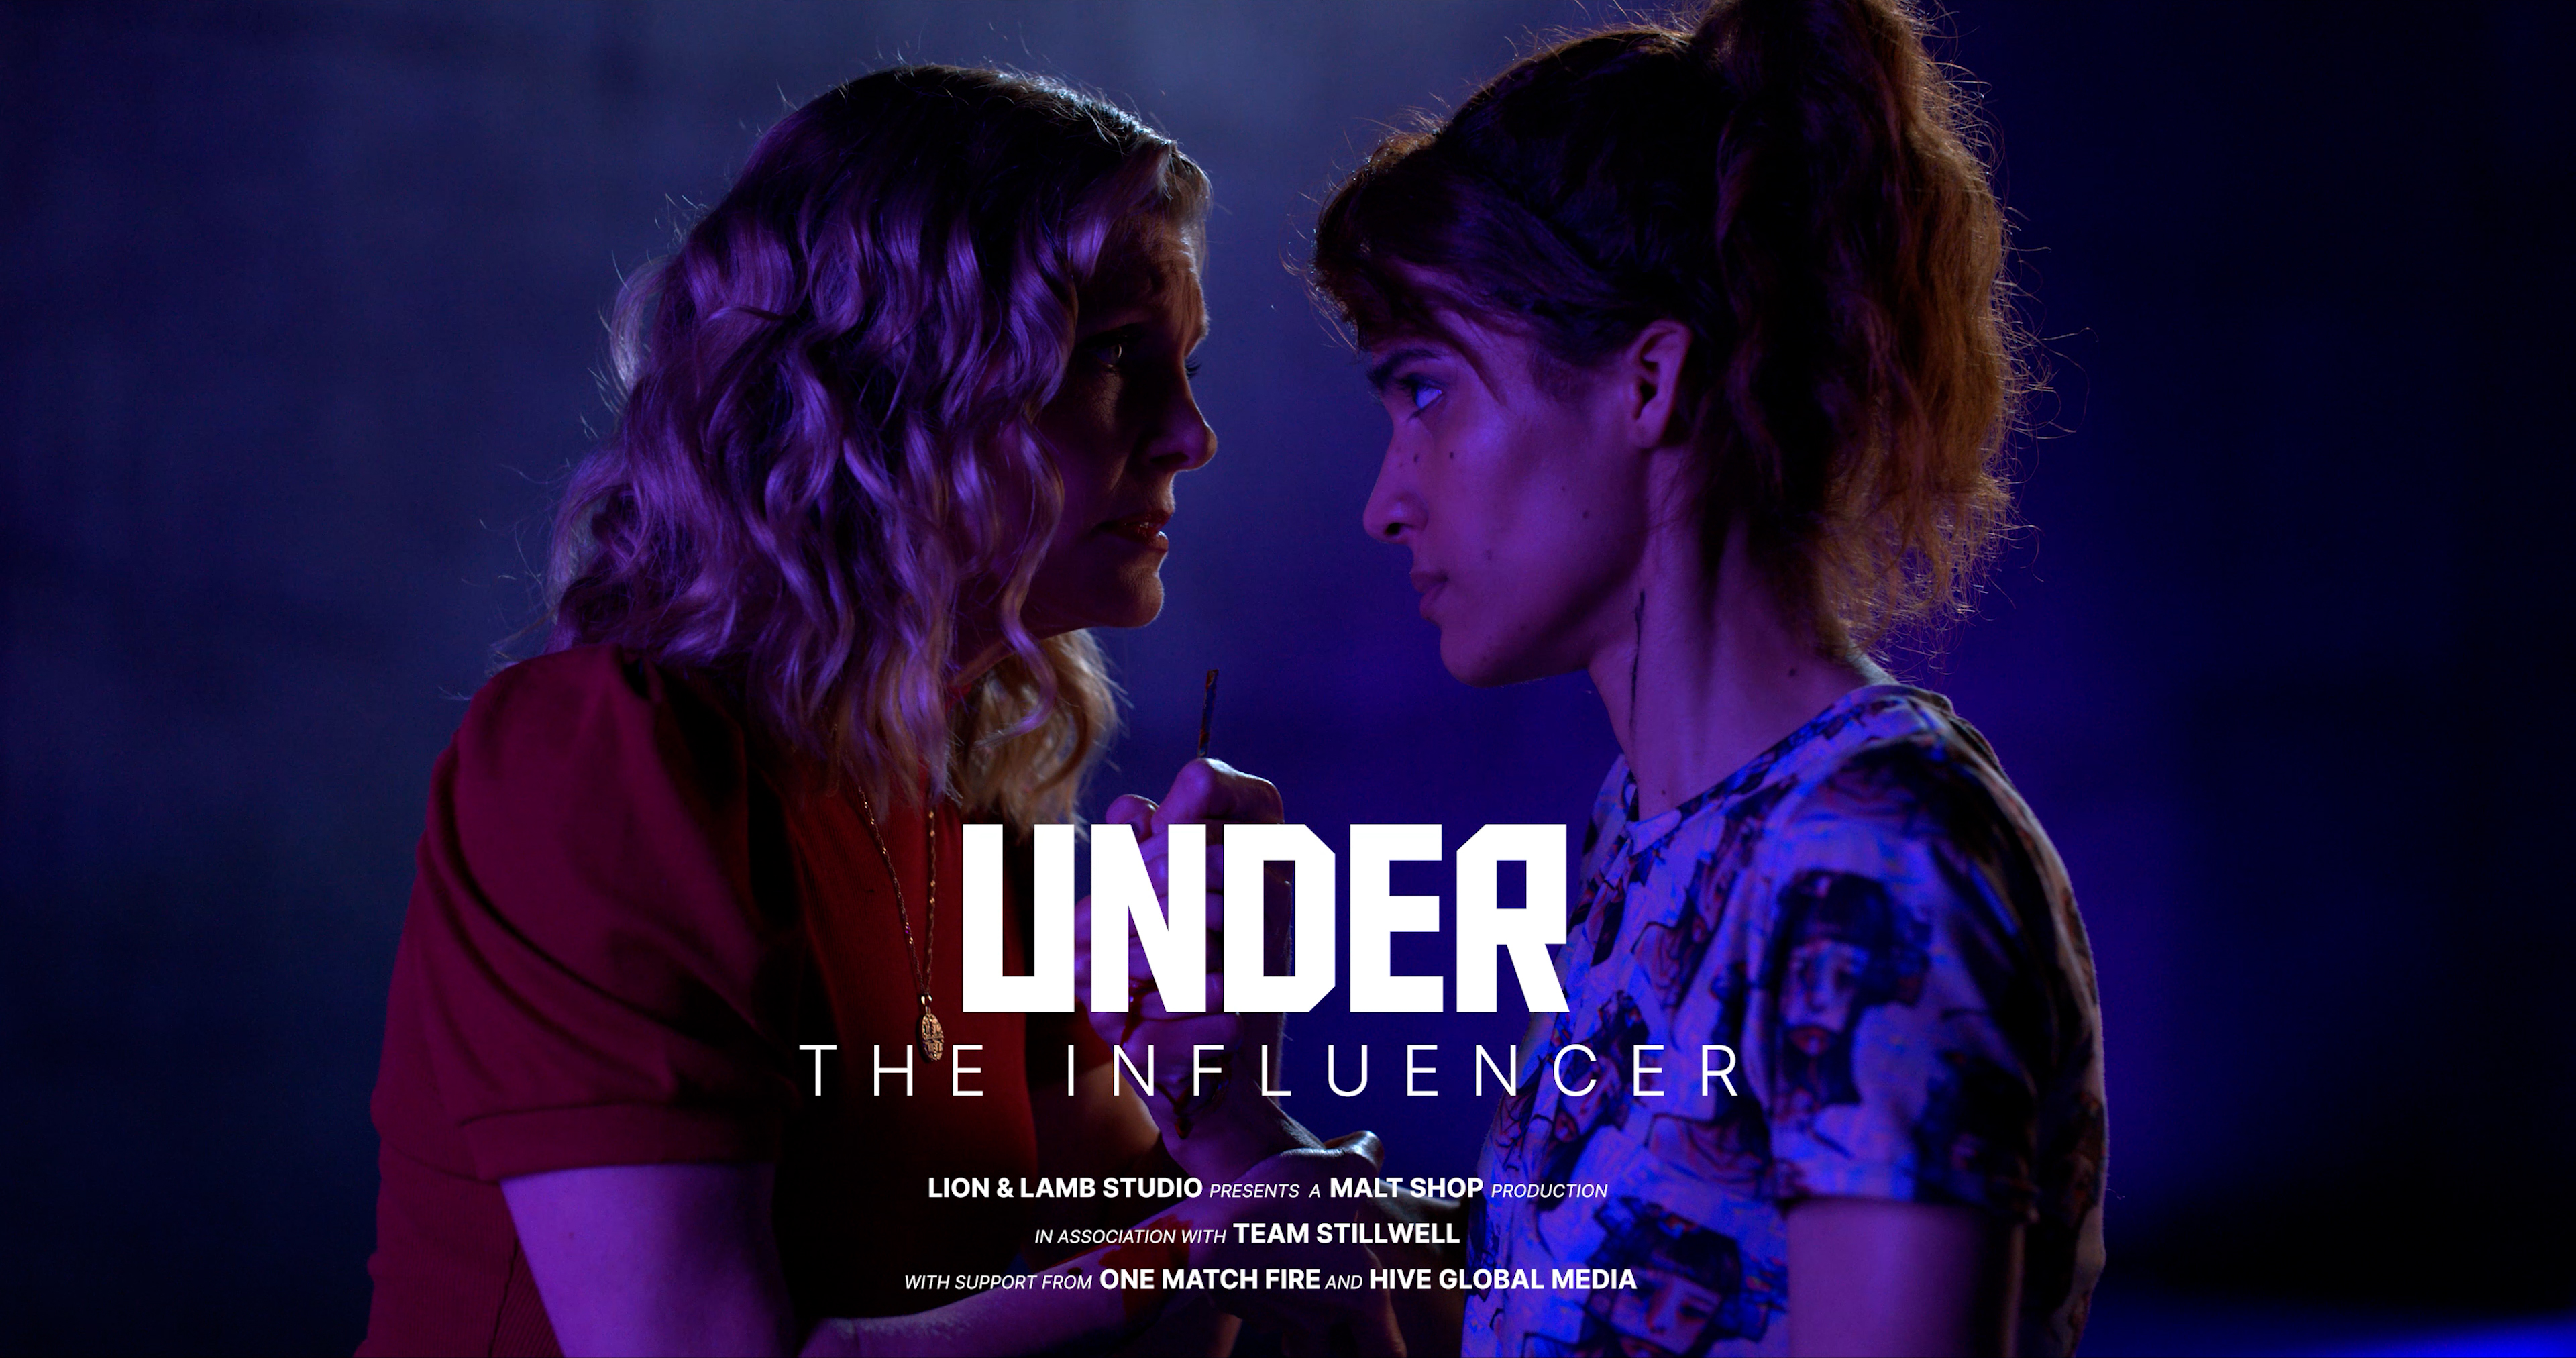 UNDER
THE INFLUENCER
LION & LAMB STUDIO PRESENTS A MALT SHOP PRODUCTION
IN ASSOCIATION WITH TEAM STILLWELL
WITH SUPPORT FROM ONE MATCH FIRE AND HIVE GLOBAL MEDIA